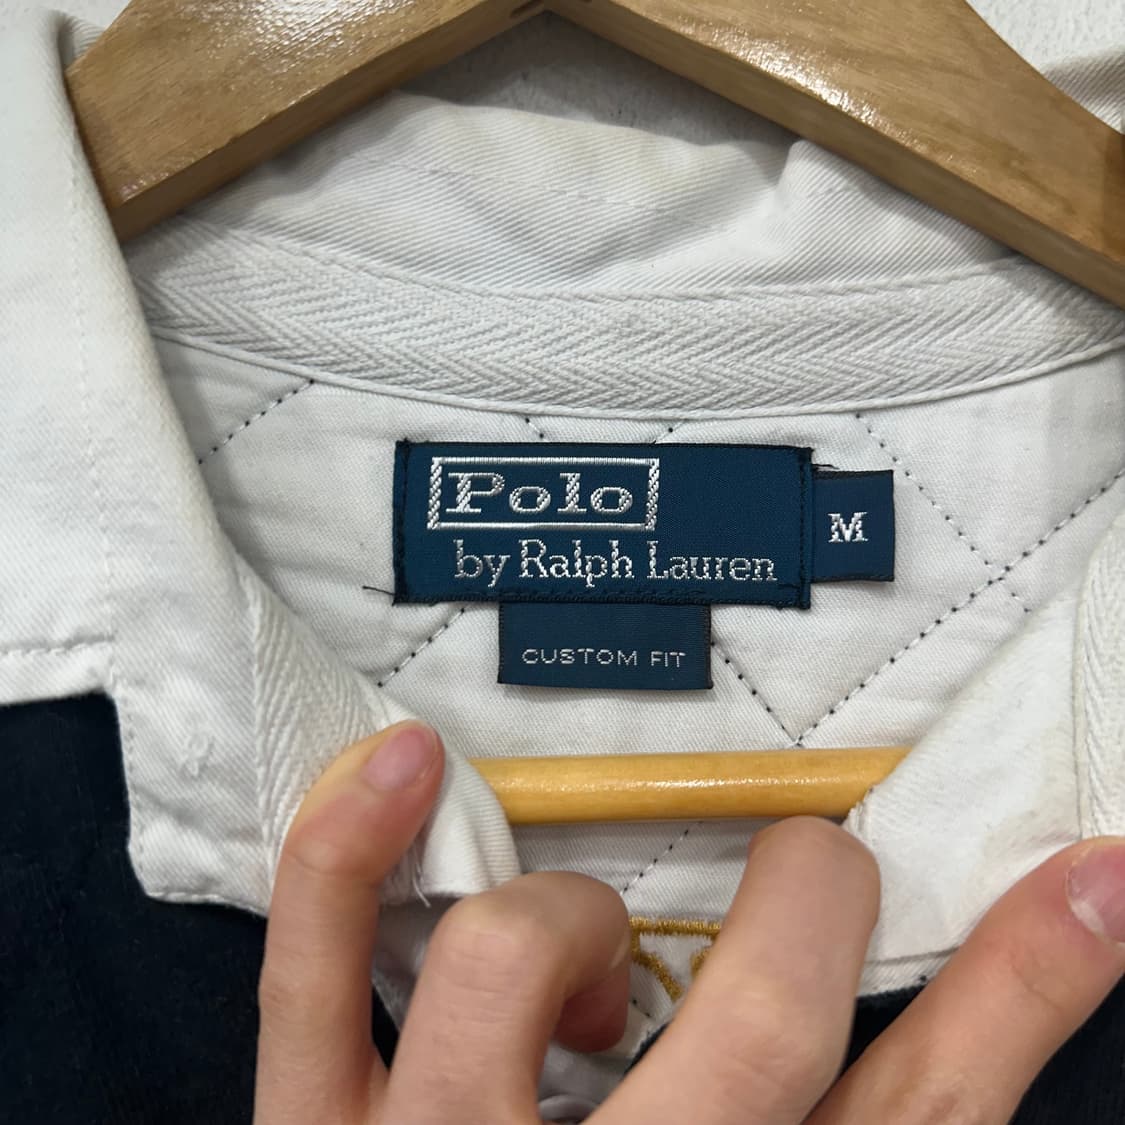 Polo
by Ralph Lauren
M
CUSTOM FIT